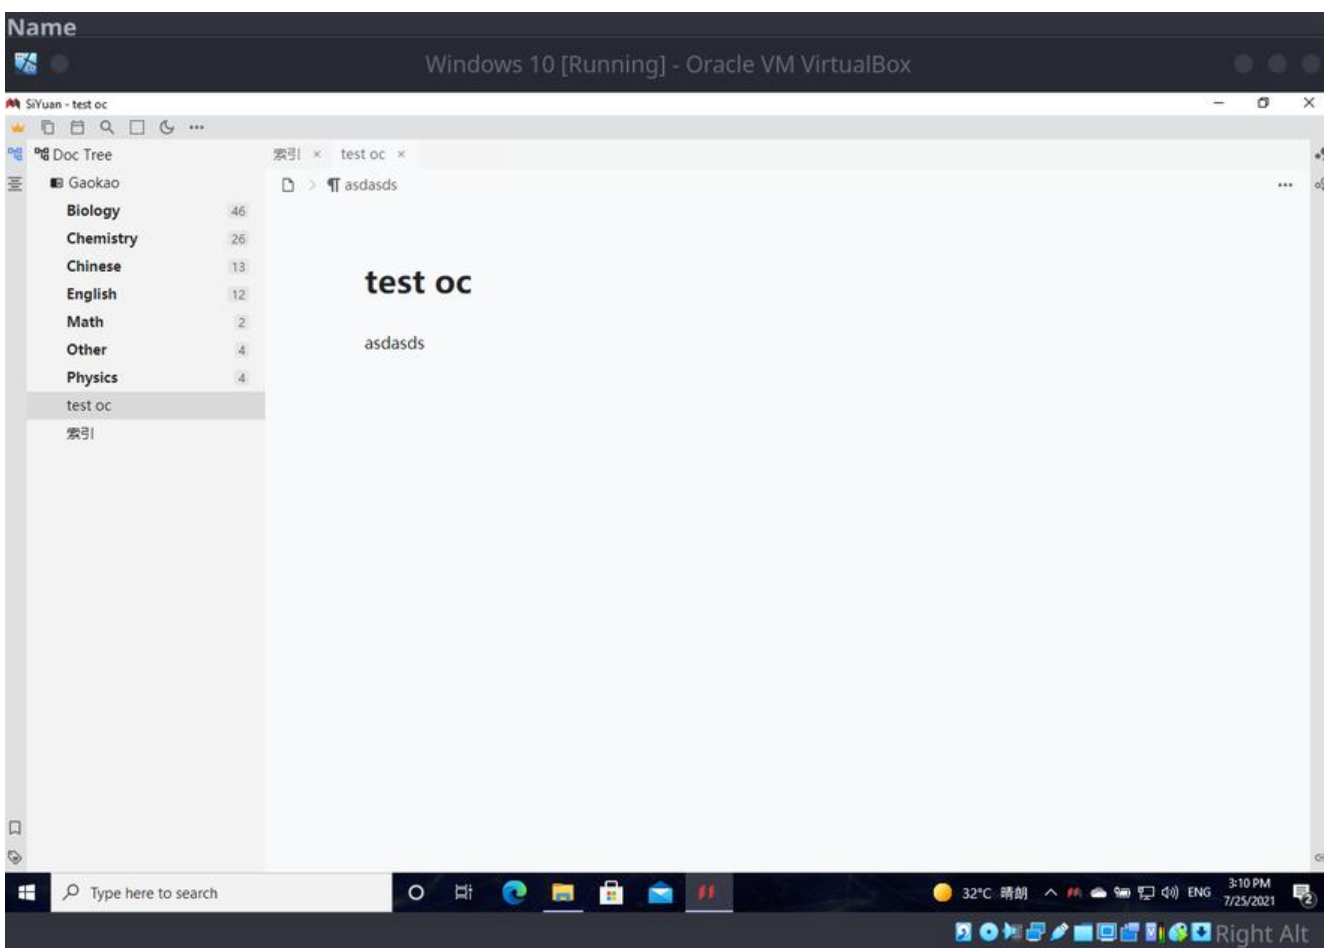 Name
Windows 10 [Running] - Oracle VM VirtualBox
SiYuan - test oc
Doc Tree
索引 × test oc ×
Gaokao
asdasds
Biology 46
Chemistry 26
Chinese 13
English 12
Math 2
Other 4
Physics 4
test oc
索引
test oc
asdasds
Type here to search
32°C 晴朗
ENG
3:10 PM
7/25/2021
2
Right Alt